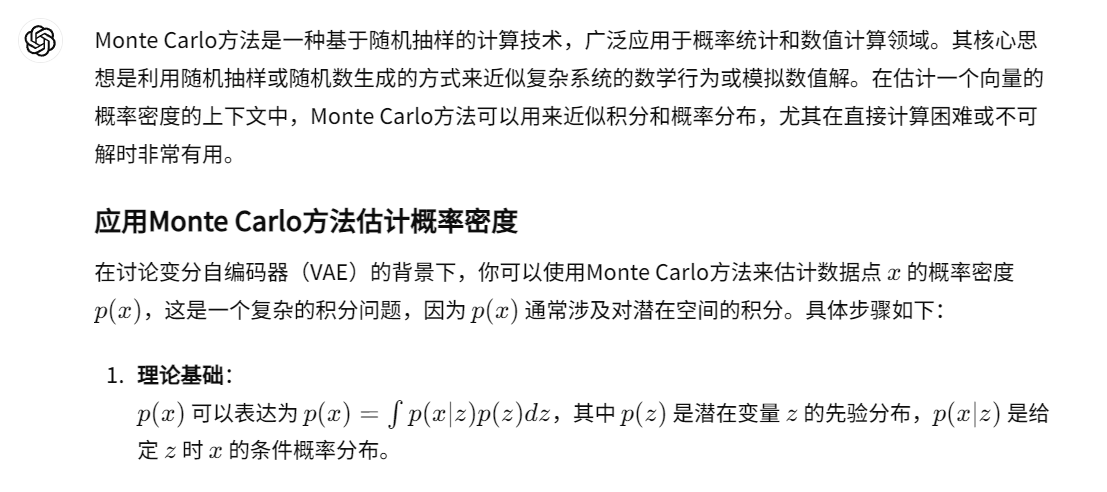 Monte Carlo方法是一种基于随机抽样的计算技术，广泛应用于概率统计和数值计算领域。其核心思
想是利用随机抽样或随机数生成的方式来近似复杂系统的数学行为或模拟数值解。在估计一个向量的
概率密度的上下文中，Monte Carlo方法可以用来近似积分和概率分布，尤其在直接计算困难或不可
解时非常有用。
应用Monte Carlo方法估计概率密度
在讨论变分自编码器（VAE）的背景下，你可以使用Monte Carlo方法来估计数据点 x 的概率密度
p(x)，这是一个复杂的积分问题，因为 p(x) 通常涉及对潜在空间的积分。具体步骤如下：
1. 理论基础：
p(x) 可以表达为 p(x) = ∫ p(x|z)p(z)dz，其中 p(z) 是潜在变量 z 的先验分布，p(x|z) 是给
定 z 时 x 的条件概率分布。